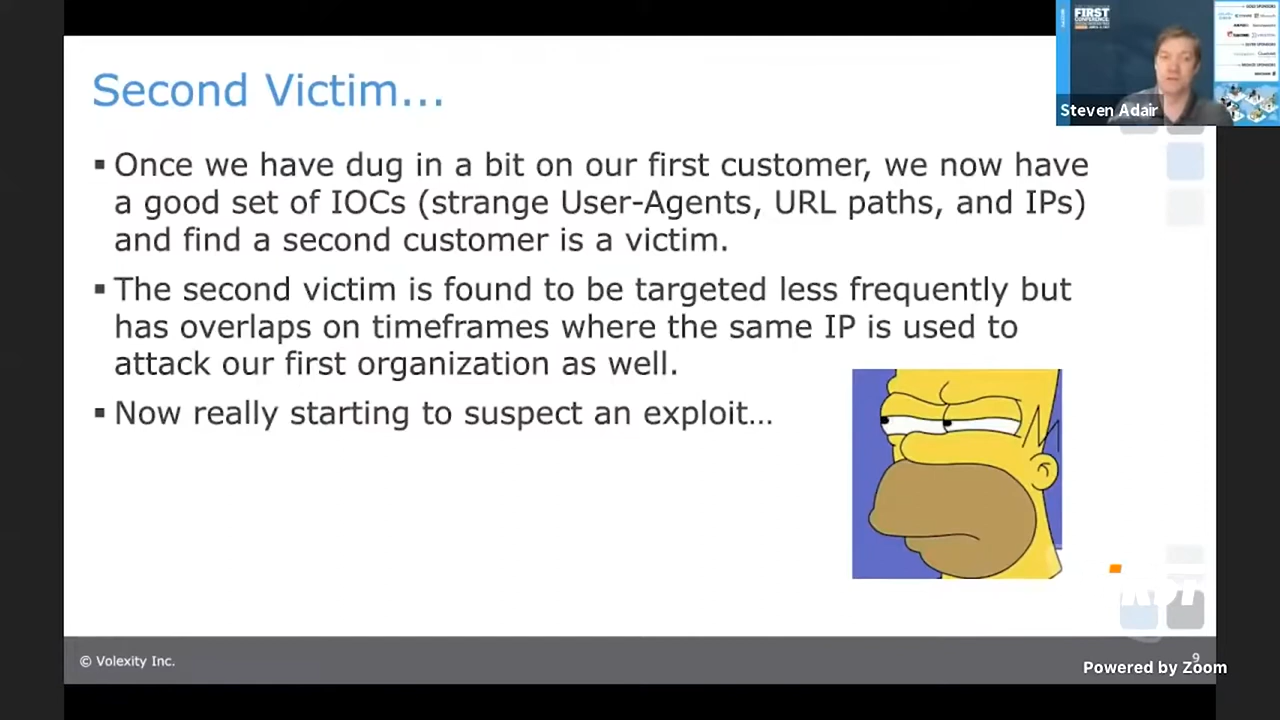 Second Victim...
▪ Once we have dug in a bit on our first customer, we now have
a good set of IOCs (strange User-Agents, URL paths, and IPs)
and find a second customer is a victim.
▪ The second victim is found to be targeted less frequently but
has overlaps on timeframes where the same IP is used to
attack our first organization as well.
▪ Now really starting to suspect an exploit...
FIRST
CONFERENCE
Steven Adair
© Volexity Inc.
9
Powered by Zoom